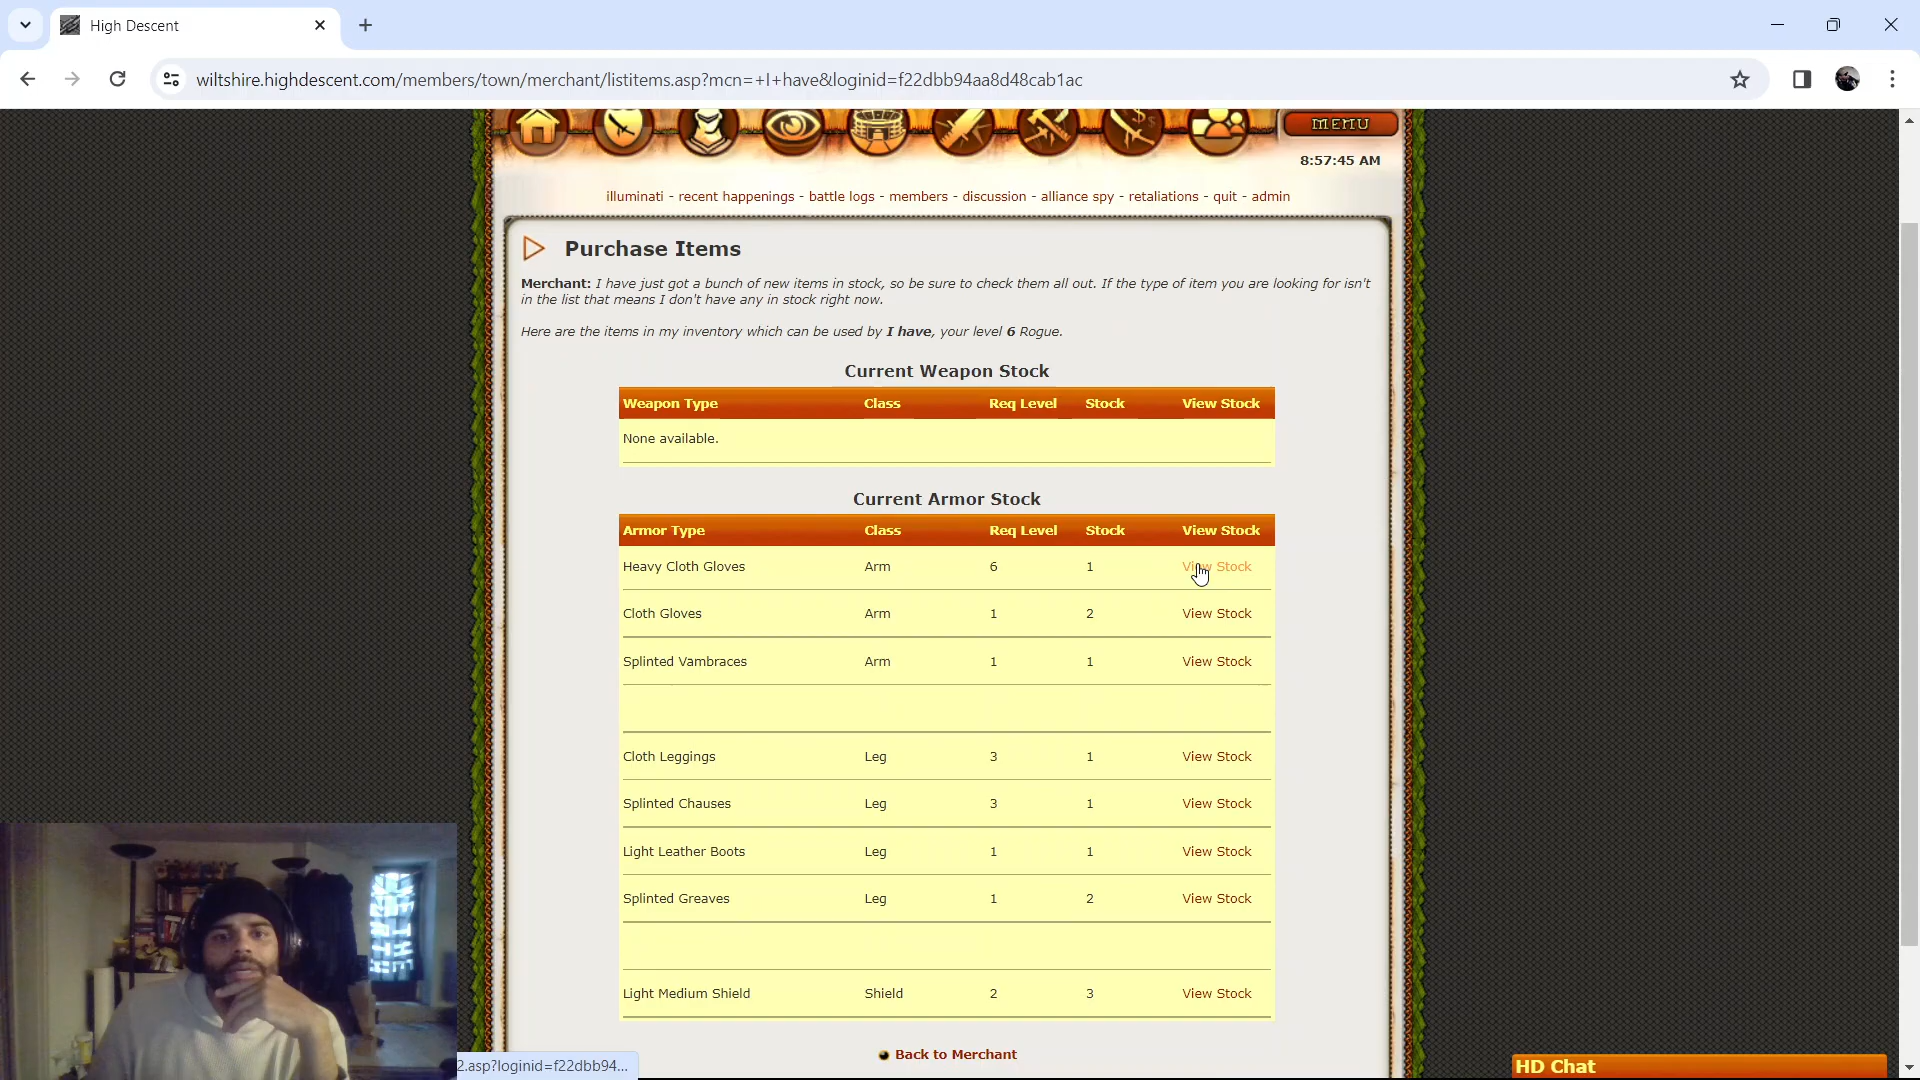 High Descent
wiltshire.highdescent.com/members/town/merchant/listitems.asp?mcn=+I+have&loginid=f22dbb94aa8d48cab1ac
MENU
8:57:45 AM
illuminati - recent happenings - battle logs - members - discussion - alliance spy - retaliations - quit - admin
Purchase Items
Merchant: I have just got a bunch of new items in stock, so be sure to check them all out. If the type of item you are looking for isn't
in the list that means I don't have any in stock right now.
Here are the items in my inventory which can be used by I have, your level 6 Rogue.
Current Weapon Stock
Weapon Type Class Req Level Stock View Stock
None available.
Current Armor Stock
Armor Type Class Req Level Stock View Stock
Heavy Cloth Gloves Arm 6 1 View Stock
Cloth Gloves Arm 1 2 View Stock
Splinted Vambraces Arm 1 1 View Stock
Cloth Leggings Leg 3 1 View Stock
Splinted Chauses Leg 3 1 View Stock
Light Leather Boots Leg 1 1 View Stock
Splinted Greaves Leg 1 2 View Stock
Light Medium Shield Shield 2 3 View Stock
Back to Merchant
2.asp?loginid=f22dbb94...
HD Chat